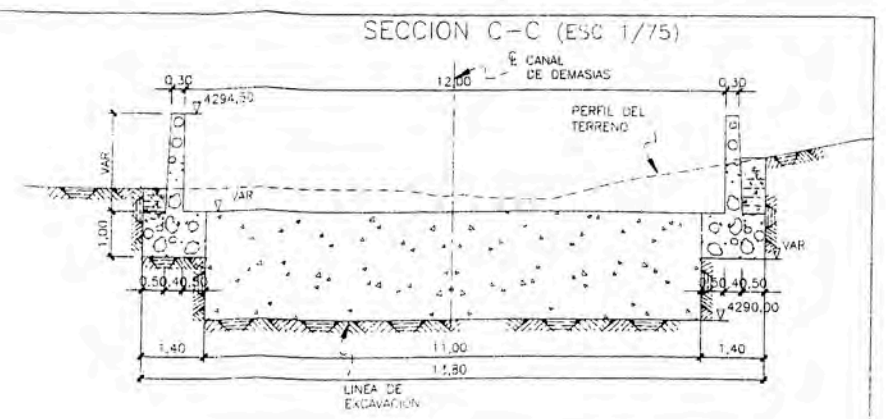 SECCION C-C (ESC 1/75)
℄ CANAL
DE DEMASIAS
0,30
12,00
0,30
4294,50
PERFIL DEL
TERRENO
VAR
VAR
1,00
VAR
0,50
,40
0,50
0,50
,40
0,50
4290,00
1,40
11,00
1,40
13,80
LINEA DE
EXCAVACION